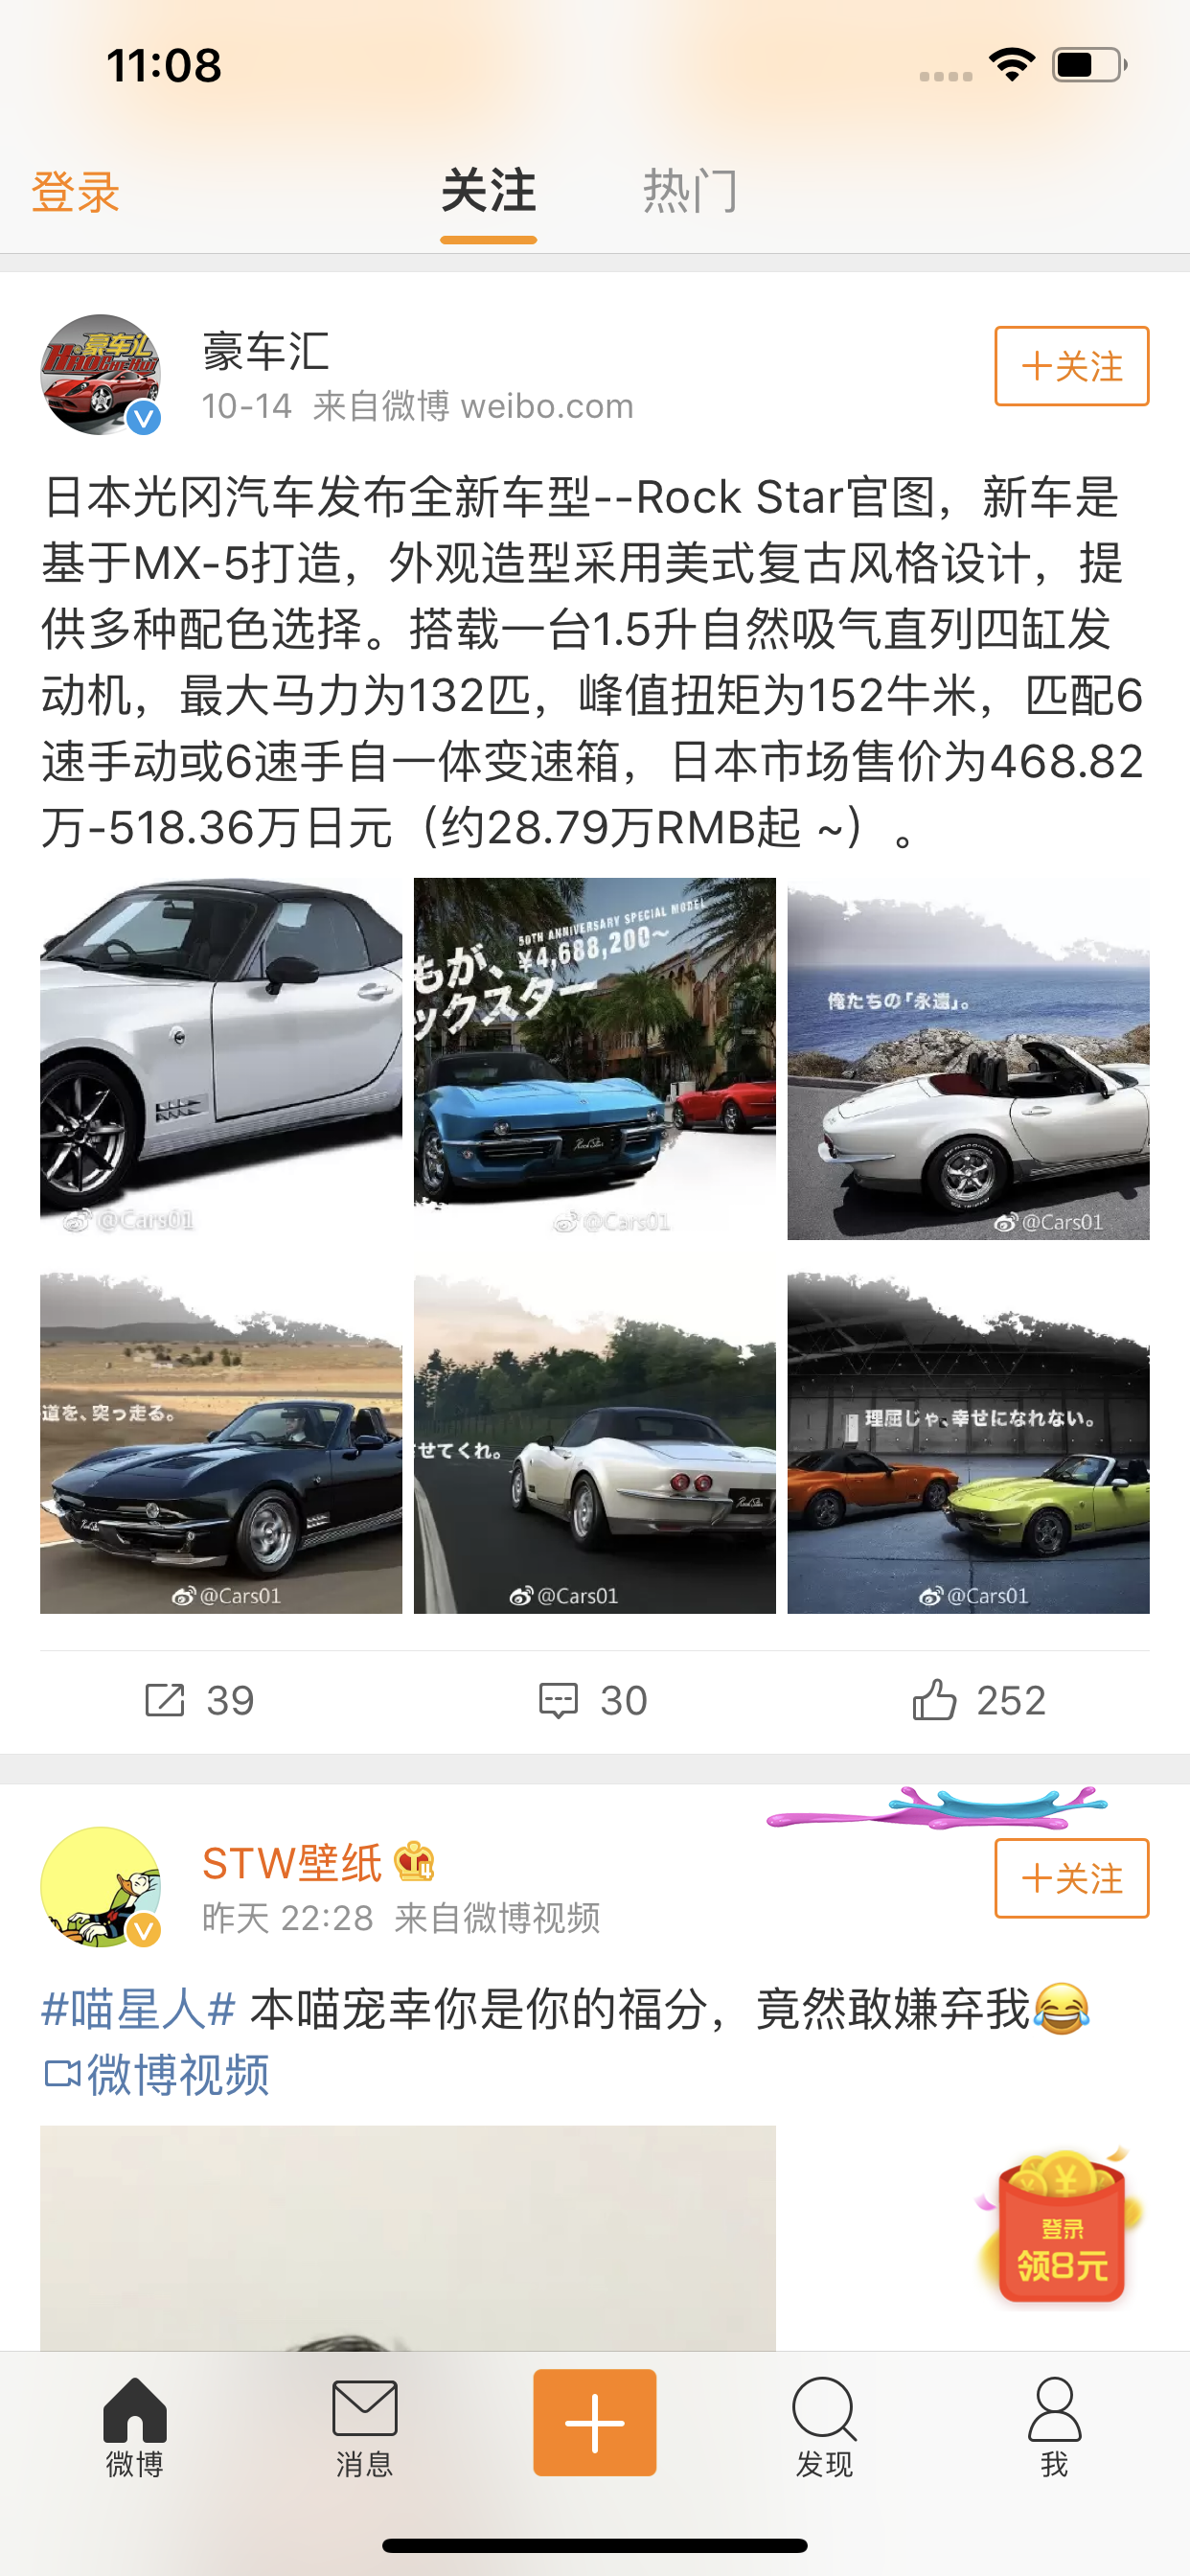 11:08
登录 关注 热门
豪车汇
10-14 来自微博 weibo.com
+关注
日本光冈汽车发布全新车型--Rock Star官图，新车是
基于MX-5打造，外观造型采用美式复古风格设计，提
供多种配色选择。搭载一台1.5升自然吸气直列四缸发
动机，最大马力为132匹，峰值扭矩为152牛米，匹配6
速手动或6速手自一体变速箱，日本市场售价为468.82
万-518.36万日元（约28.79万RMB起 ~）。
@Cars01
50TH ANNIVERSARY SPECIAL MODEL
¥4,688,200~
もが、
ックスター
Rock Star
@Cars01
俺たちの「永遠」。
@Cars01
道を、突っ走る。
Rock Star
@Cars01
せてくれ。
Rock Star
@Cars01
理屈じゃ、幸せになれない。
@Cars01
39 30 252
STW壁纸 4
昨天 22:28 来自微博视频
+关注
#喵星人# 本喵宠幸你是你的福分，竟然敢嫌弃我😂
微博视频
登录
领8元
微博 消息 发现 我